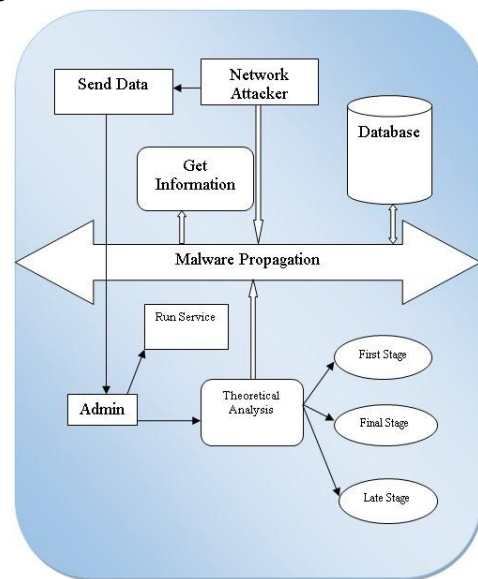 Send Data
Network
Attacker
Database
Get
Information
Malware Propagation
Run Service
First Stage
Admin
Theoretical
Analysis
Final Stage
Late Stage